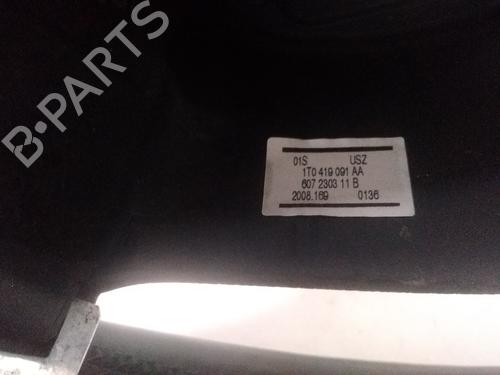 B-PARTS
01S USZ
1T0 419 091 AA
607 2303 11 B
2008.169 0136